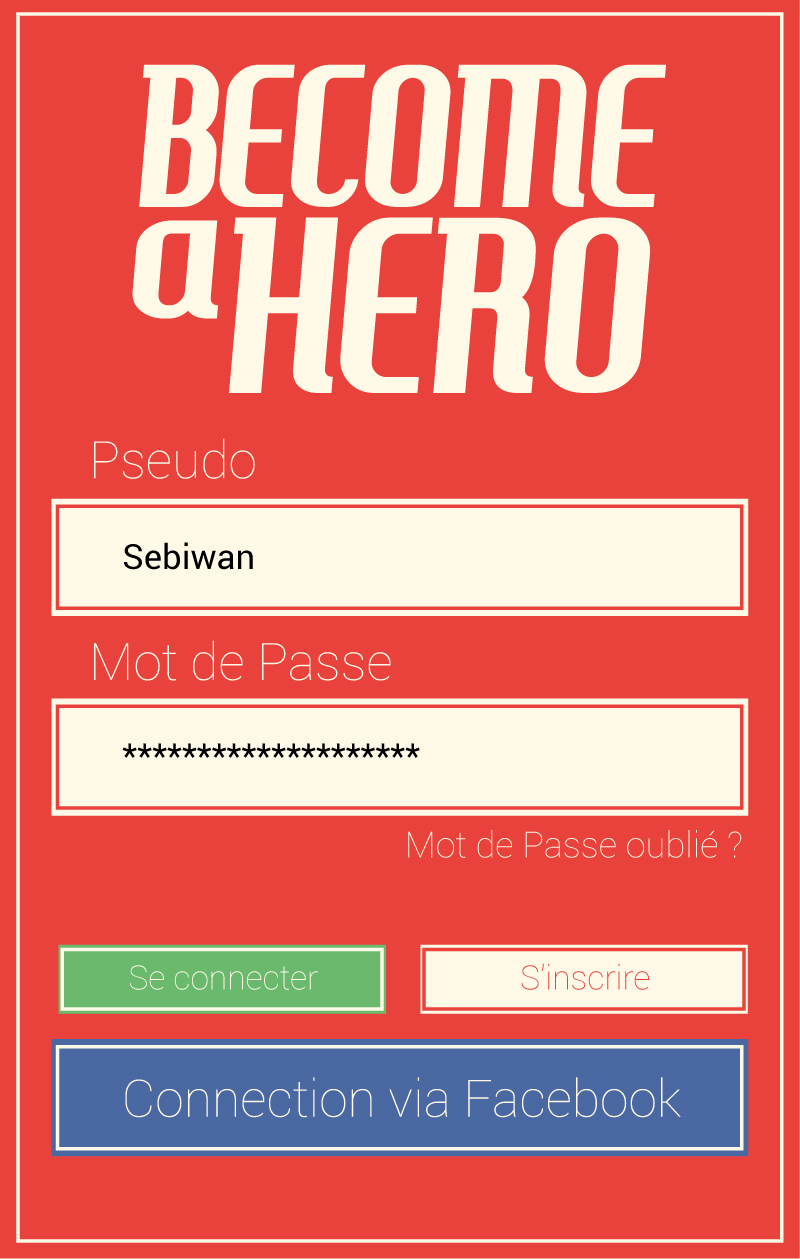 BECOME
a HERO
Pseudo
Sebiwan
Mot de Passe
********************
Mot de Passe oublié ?
Se connecter
S'inscrire
Connection via Facebook